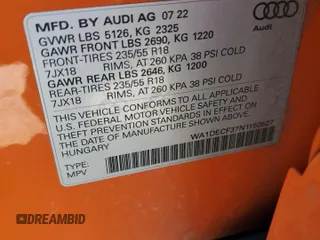 MFD. BY AUDI AG 07 22
Audi
GVWR LBS 5126, KG 2325
GAWR FRONT LBS 2690, KG 1220
FRONT-TIRES 235/55 R18
7JX18 RIMS, AT 260 KPA 38 PSI COLD
GAWR REAR LBS 2646, KG 1200
REAR-TIRES 235/55 R18
7JX18 RIMS, AT 260 KPA 38 PSI COLD
THIS VEHICLE CONFORMS TO ALL APPLICABLE
U.S. FEDERAL MOTOR VEHICLE SAFETY AND
THEFT PREVENTION STANDARDS IN EFFECT ON THE
DATE OF MANUFACTURE SHOWN ABOVE.
HUNGARY
WA1DECF37N1150527
TYPE:
MPV
@DREAMBID